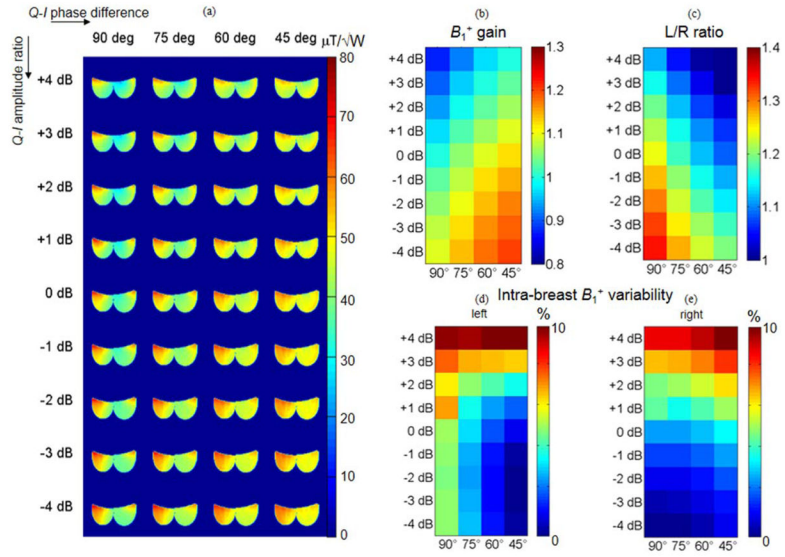 Q-I phase difference
(a)
90 deg 75 deg 60 deg 45 deg μT/√W
Q-I amplitude ratio
+4 dB
+3 dB
+2 dB
+1 dB
0 dB
-1 dB
-2 dB
-3 dB
-4 dB
80
70
60
50
40
30
20
10
0
(b)
B₁⁺ gain
+4 dB
+3 dB
+2 dB
+1 dB
0 dB
-1 dB
-2 dB
-3 dB
-4 dB
90° 75° 60° 45°
1.3
1.2
1.1
1
0.9
0.8
(c)
L/R ratio
+4 dB
+3 dB
+2 dB
+1 dB
0 dB
-1 dB
-2 dB
-3 dB
-4 dB
90° 75° 60° 45°
1.4
1.3
1.2
1.1
1
Intra-breast B₁⁺ variability
(d)
left
%
+4 dB
+3 dB
+2 dB
+1 dB
0 dB
-1 dB
-2 dB
-3 dB
-4 dB
90° 75° 60° 45°
10
5
0
(e)
right
%
+4 dB
+3 dB
+2 dB
+1 dB
0 dB
-1 dB
-2 dB
-3 dB
-4 dB
90° 75° 60° 45°
10
5
0